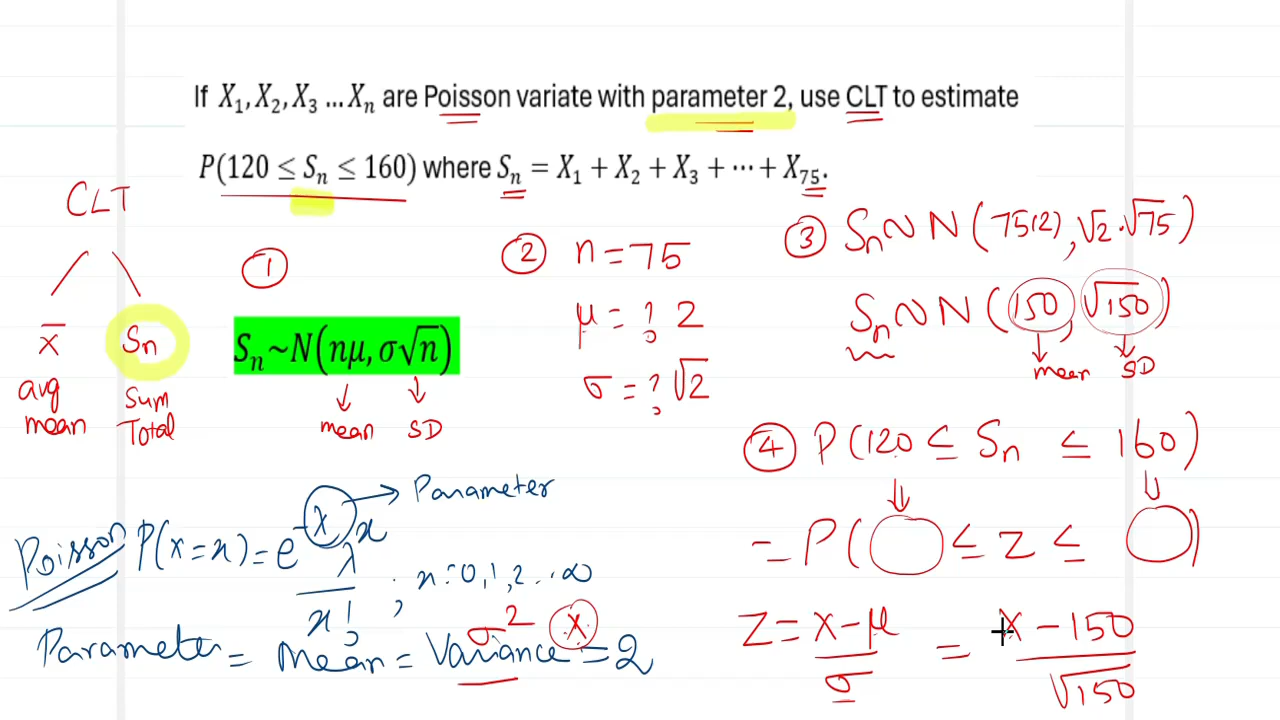 If X₁, X₂, X₃ ... Xₙ are Poisson variate with parameter 2, use CLT to estimate
P(120 ≤ Sₙ ≤ 160) where Sₙ = X₁ + X₂ + X₃ + ⋯ + X₇₅.
CLT
x̄
avg
mean
Sₙ
Sum
Total
①
Sₙ~N(nμ, σ√n)
mean
SD
②
n = 75
μ = ? 2
σ = ? √2
③ Sₙ ~ N(75(2), √2·√75)
Sₙ ~ N(150, √150)
mean
SD
④ P(120 ≤ Sₙ ≤ 160)
= P( ≤ z ≤ )
Z = x − μ / σ = x − 150 / √150
Parameter
Poisson P(x=x) = e^-λ λ^x / x! ; x=0,1,2..∞
σ²
Parameter = mean = Variance = 2